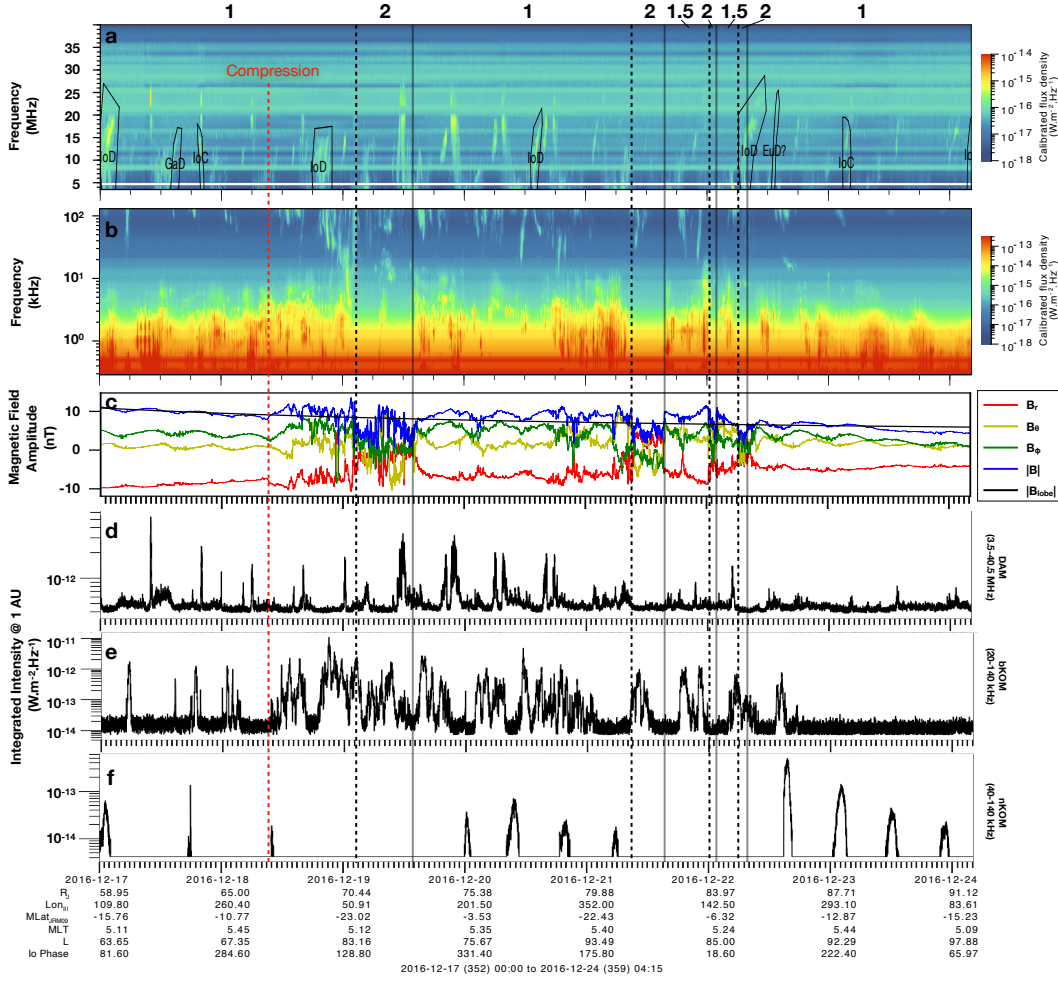 1 2 1 2 1.5 2 1.5 2 1
a
Compression
35
30
25
20
15
10
5
Frequency
(MHz)
IoD GaD IoC IoD IoD IoD EuD? IoC Io
10⁻¹⁴
10⁻¹⁵
10⁻¹⁶
10⁻¹⁷
10⁻¹⁸
Calibrated flux density
(W.m⁻².Hz⁻¹)
b
10²
10¹
10⁰
Frequency
(kHz)
10⁻¹³
10⁻¹⁴
10⁻¹⁵
10⁻¹⁶
10⁻¹⁷
10⁻¹⁸
Calibrated flux density
(W.m⁻².Hz⁻¹)
c
10
0
-10
Magnetic Field
Amplitude
(nT)
Bᵣ
B_θ
B_ϕ
|B|
|B_lobe|
d
10⁻¹²
DAM
(3.5–40.5 MHz)
e
10⁻¹¹
10⁻¹²
10⁻¹³
10⁻¹⁴
bKOM
(20-140 kHz)
Integrated Intensity @ 1 AU
(W.m⁻².Hz⁻¹)
f
10⁻¹³
10⁻¹⁴
nKOM
(40-140 kHz)
2016-12-17 2016-12-18 2016-12-19 2016-12-20 2016-12-21 2016-12-22 2016-12-23 2016-12-24
R_J 58.95 65.00 70.44 75.38 79.88 83.97 87.71 91.12
Lon_III 109.80 260.40 50.91 201.50 352.00 142.50 293.10 83.61
MLat_JRM09 -15.76 -10.77 -23.02 -3.53 -22.43 -6.32 -12.87 -15.23
MLT 5.11 5.45 5.12 5.35 5.40 5.24 5.44 5.09
L 63.65 67.35 83.16 75.67 93.49 85.00 92.29 97.88
Io Phase 81.60 284.60 128.80 331.40 175.80 18.60 222.40 65.97
2016-12-17 (352) 00:00 to 2016-12-24 (359) 04:15